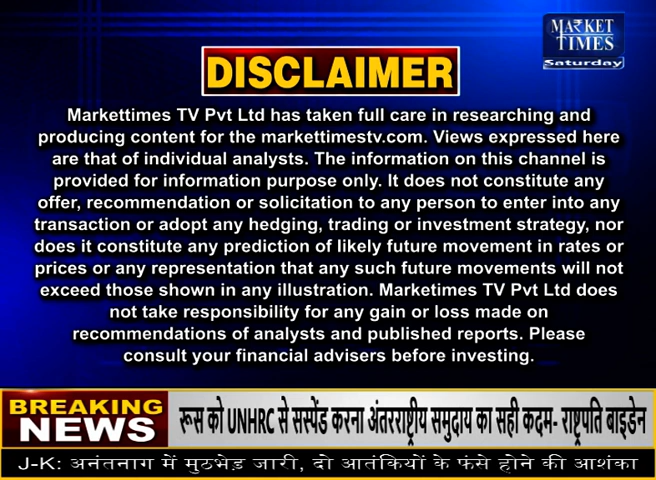 MARKET
TIMES
Saturday
DISCLAIMER
Markettimes TV Pvt Ltd has taken full care in researching and
producing content for the markettimestv.com. Views expressed here
are that of individual analysts. The information on this channel is
provided for information purpose only. It does not constitute any
offer, recommendation or solicitation to any person to enter into any
transaction or adopt any hedging, trading or investment strategy, nor
does it constitute any prediction of likely future movement in rates or
prices or any representation that any such future movements will not
exceed those shown in any illustration. Marketimes TV Pvt Ltd does
not take responsibility for any gain or loss made on
recommendations of analysts and published reports. Please
consult your financial advisers before investing.
BREAKING
NEWS
रूस को UNHRC से सस्पेंड करना अंतरराष्ट्रीय समुदाय का सही कदम- राष्ट्रपति बाइडेन
J-K: अनंतनाग में मुठभेड़ जारी, दो आतंकियों के फंसे होने की आशंका